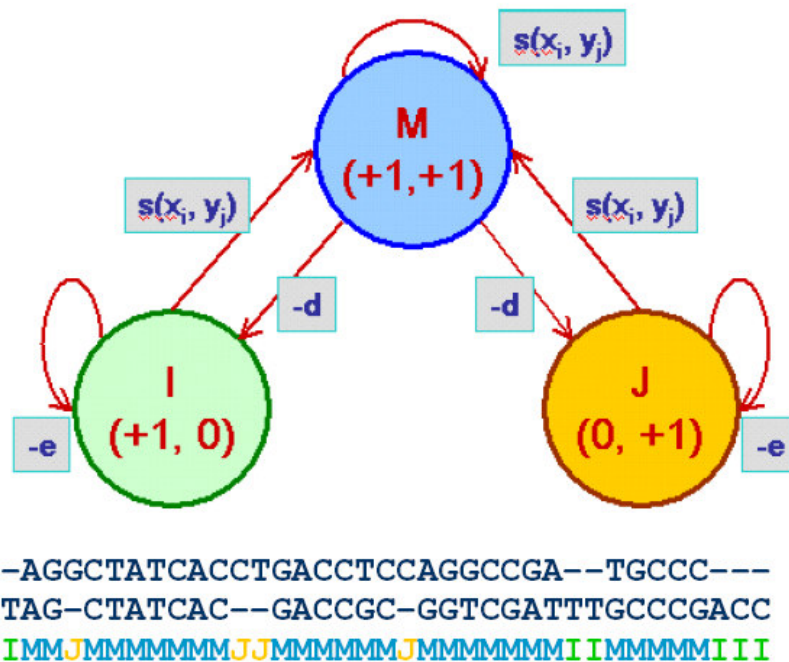 s(xᵢ, yⱼ)
M
(+1,+1)
s(xᵢ, yⱼ)
s(xᵢ, yⱼ)
-d
-d
I
(+1, 0)
J
(0, +1)
-e
-e
-AGGCTATCACCTGACCTCCAGGCCGA--TGCCC---
TAG-CTATCAC--GACCGC-GGTCGATTTGCCCGACC
IMMJMMMMMMMJJMMMMMMJMMMMMMMIIMMMMMIII